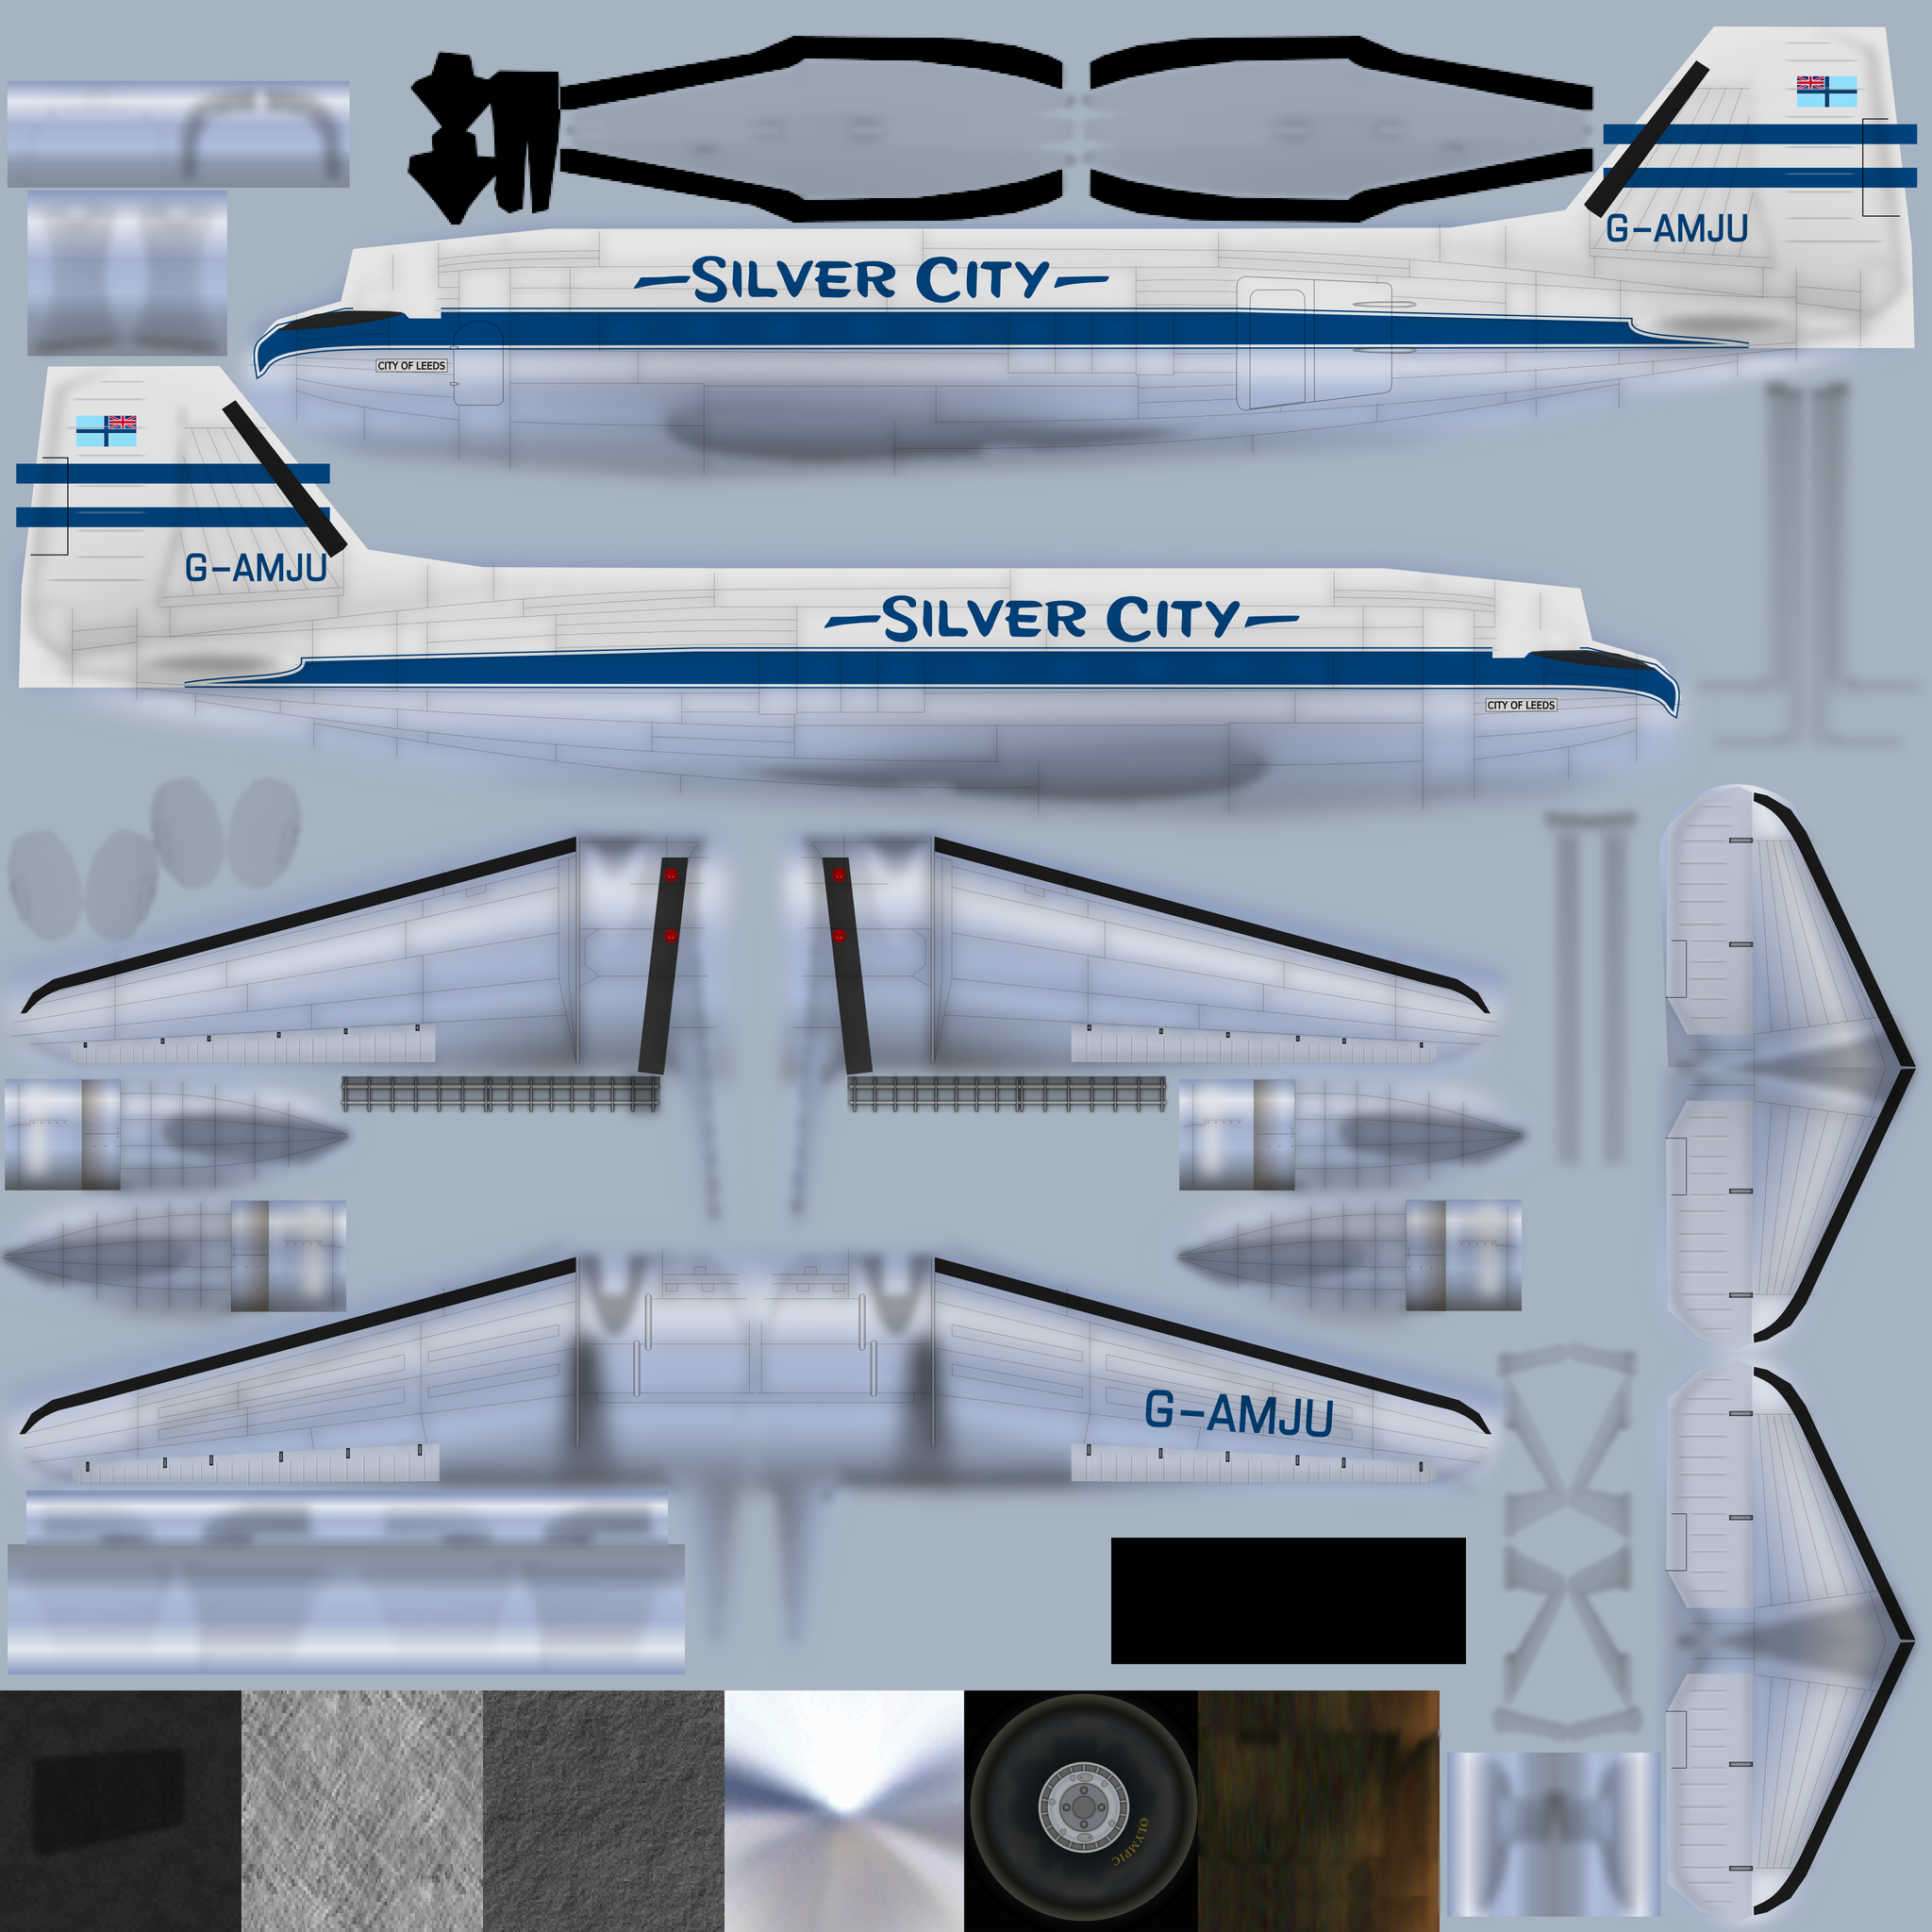 G-AMJU
—SILVER CITY—
CITY OF LEEDS
G-AMJU
—SILVER CITY—
CITY OF LEEDS
G-AMJU
OLYMPIC